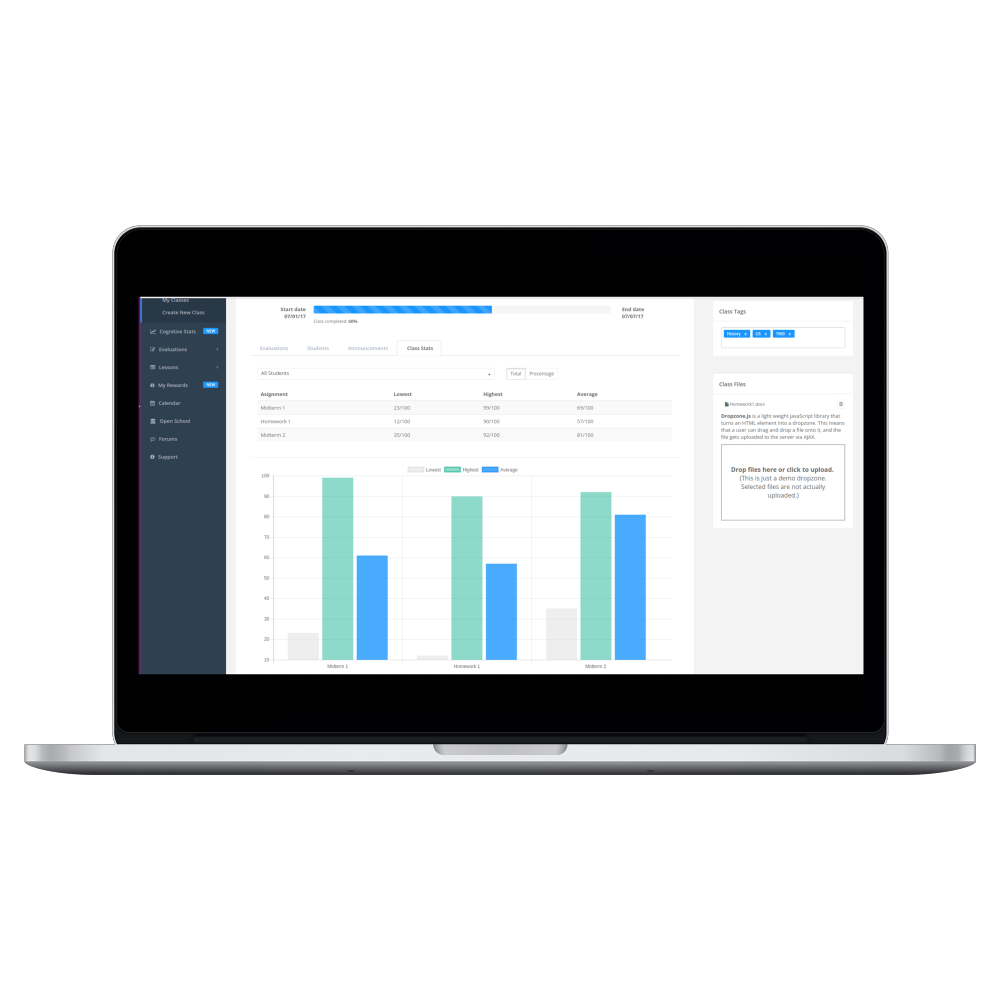 My Classes
Create New Class
Cognitive Stats NEW
Evaluations
Lessons
My Rewards NEW
Calendar
Open School
Forums
Support
Start date
07/01/17
Class completed: 60%
End date
07/07/17
Evaluations Students Announcements Class Stats
All Students Total Precentage
Asignment Lowest Highest Average
Midterm 1 23/100 99/100 69/100
Homework 1 12/100 90/100 57/100
Midterm 2 35/100 92/100 81/100
Lowest Highest Average
100
90
80
70
60
50
40
30
20
10
Midterm 1 Homework 1 Midterm 2
Class Tags
History x US x 1900 x
Class Files
homework1.docx
Dropzone.js is a light weight JavaScript library that
turns an HTML element into a dropzone. This means
that a user can drag and drop a file onto it, and the
file gets uploaded to the server via AJAX.
Drop files here or click to upload.
(This is just a demo dropzone.
Selected files are not actually
uploaded.)